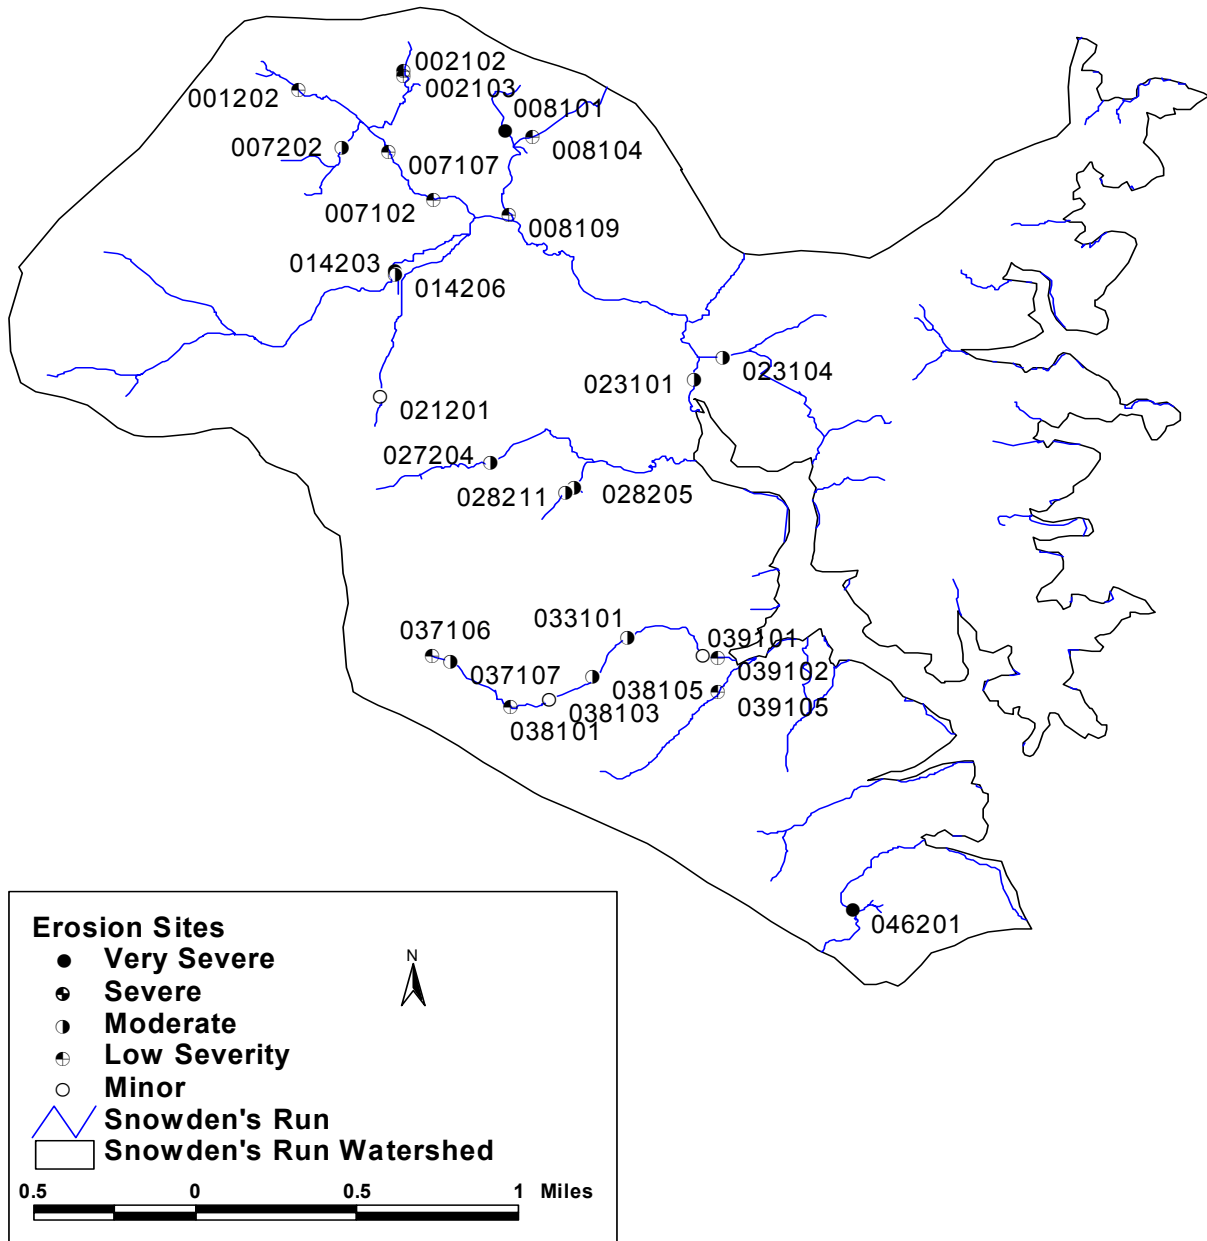 002102
002103
001202
008101
007202
007107
008104
007102
008109
014203
014206
023104
023101
021201
027204
028211
028205
033101
037106
039101
037107
039102
038105
038103
039105
038101
046201
Erosion Sites
Very Severe
Severe
Moderate
Low Severity
Minor
Snowden's Run
Snowden's Run Watershed
N
0.5 0 0.5 1 Miles